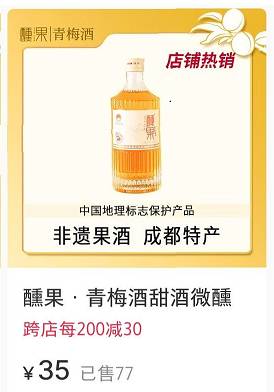 醺果|青梅酒
店铺热销
醺果
中国地理标志保护产品
非遗果酒 成都特产
醺果·青梅酒甜酒微醺
跨店每200减30
¥35 已售77